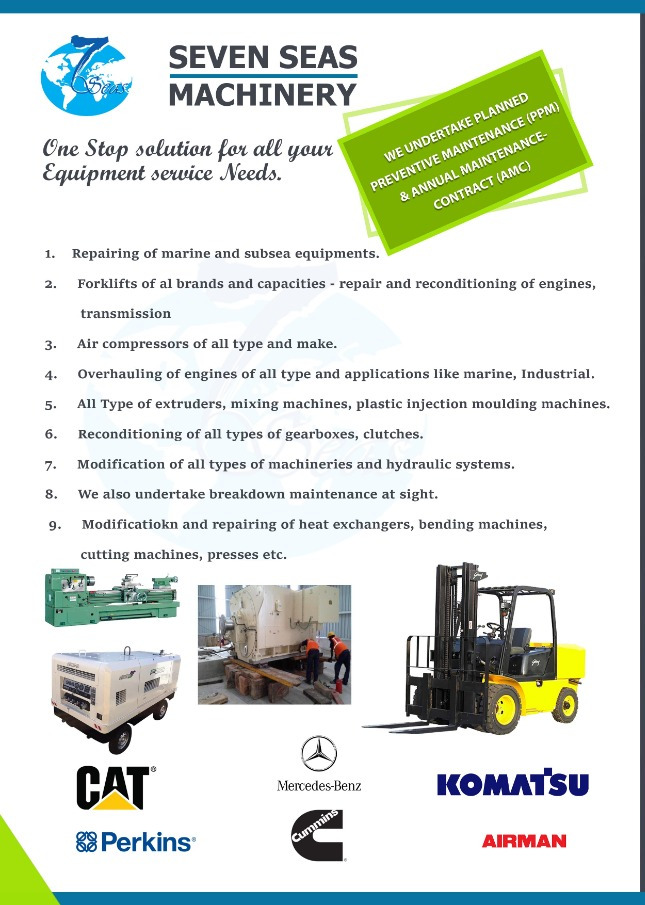 7
Seas
SEVEN SEAS
MACHINERY
One Stop solution for all your
Equipment service Needs.
WE UNDERTAKE PLANNED
PREVENTIVE MAINTENANCE (PPM)
& ANNUAL MAINTENANCE-
CONTRACT (AMC)
1. Repairing of marine and subsea equipments.
2. Forklifts of al brands and capacities - repair and reconditioning of engines,
transmission
3. Air compressors of all type and make.
4. Overhauling of engines of all type and applications like marine, Industrial.
5. All Type of extruders, mixing machines, plastic injection moulding machines.
6. Reconditioning of all types of gearboxes, clutches.
7. Modification of all types of machineries and hydraulic systems.
8. We also undertake breakdown maintenance at sight.
9. Modificatiokn and repairing of heat exchangers, bending machines,
cutting machines, presses etc.
CAT®
Mercedes-Benz
KOMATSU
Perkins®
Cummins
AIRMAN